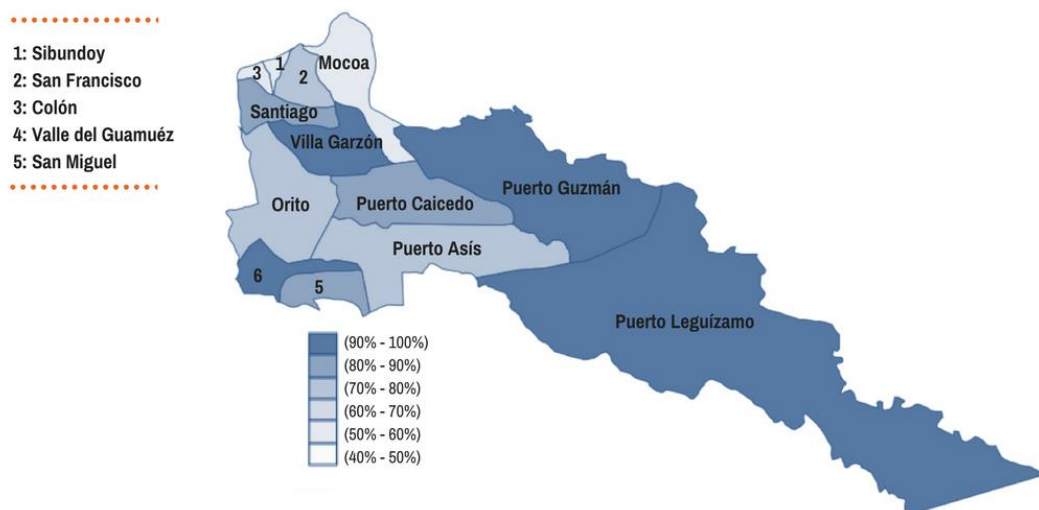 1: Sibundoy
2: San Francisco
3: Colón
4: Valle del Guamuéz
5: San Miguel
Mocoa
1
3
2
Santiago
Villa Garzón
Puerto Guzmán
Orito
Puerto Caicedo
Puerto Asís
6
5
Puerto Leguízamo
(90% - 100%)
(80% - 90%)
(70% - 80%)
(60% - 70%)
(50% - 60%)
(40% - 50%)